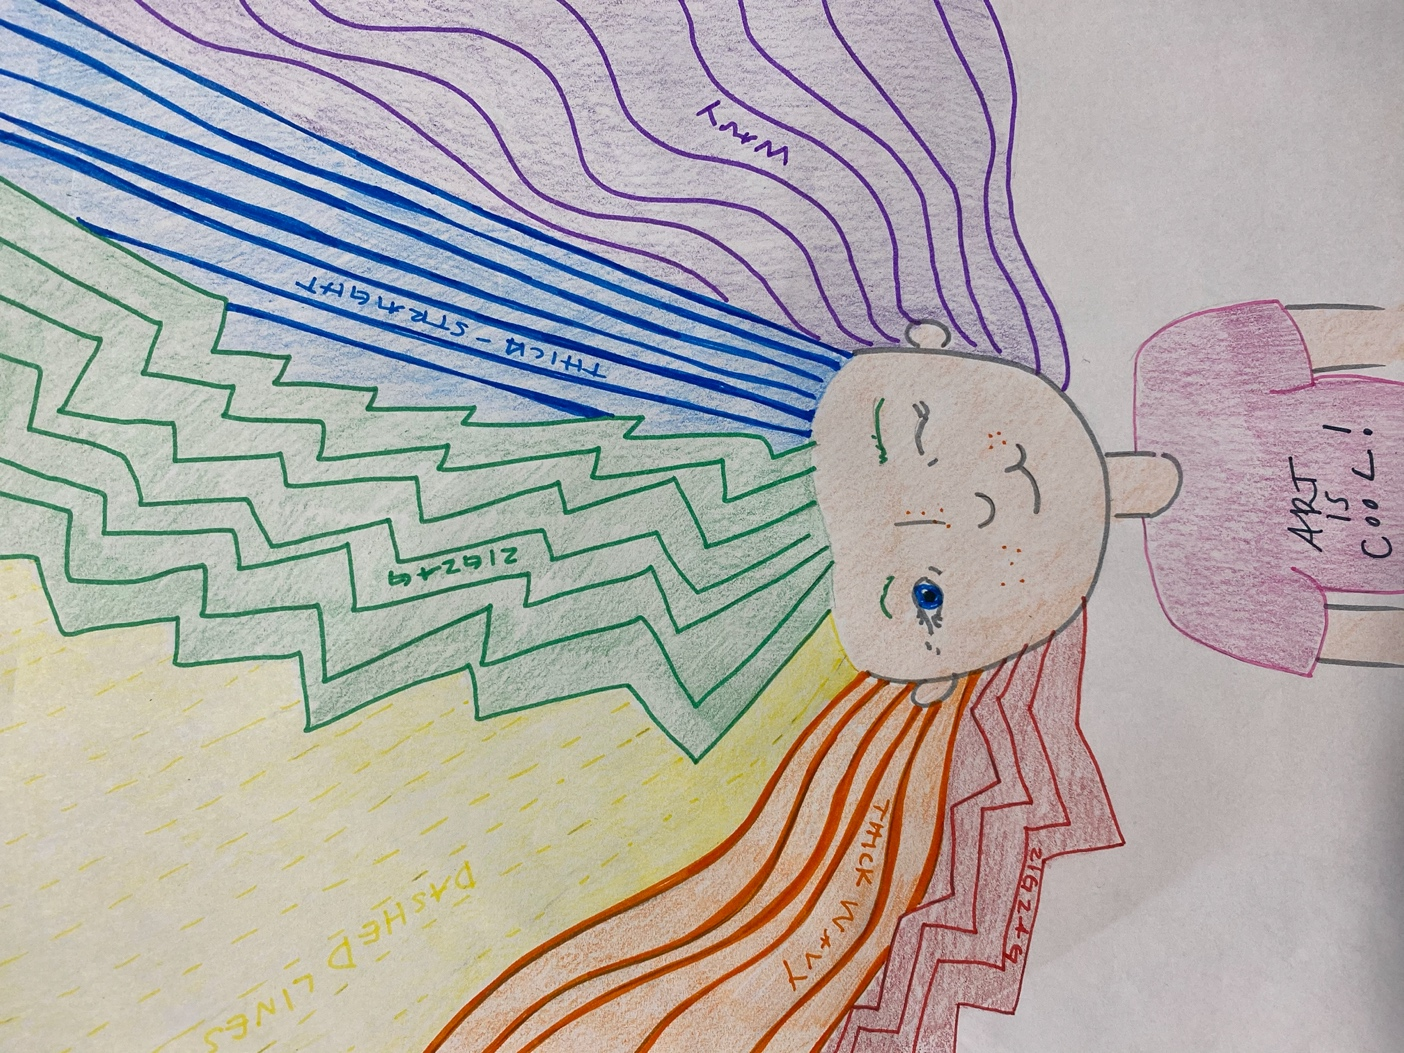 WAVY
THICK - STRAIGHT
ZIGZAG
DASHED LINES
THICK WAVY
ZIGZAG
ART
IS
COOL!